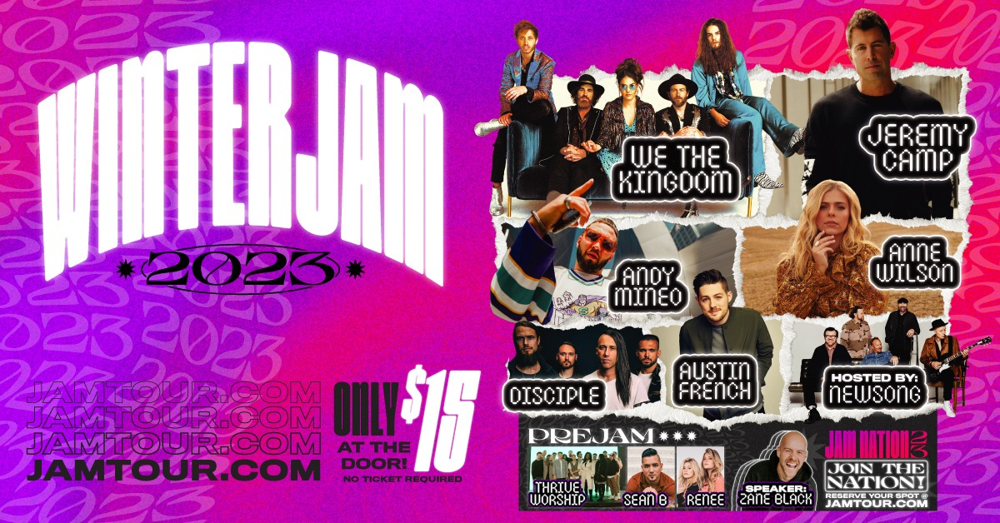 WINTER JAM
2023
JAMTOUR.COM
JAMTOUR.COM
JAMTOUR.COM
JAMTOUR.COM
ONLY $15
AT THE
DOOR!
NO TICKET REQUIRED
WE THE
KINGDOM
JEREMY
CAMP
ANDY
MINEO
ANNE
WILSON
DISCIPLE
AUSTIN
FRENCH
HOSTED BY:
NEWSONG
PREJAM
THRIVE
WORSHIP
SEAN B
RENEE
SPEAKER:
ZANE BLACK
JAM NATION 23
JOIN THE
NATION!
RESERVE YOUR SPOT @
JAMTOUR.COM